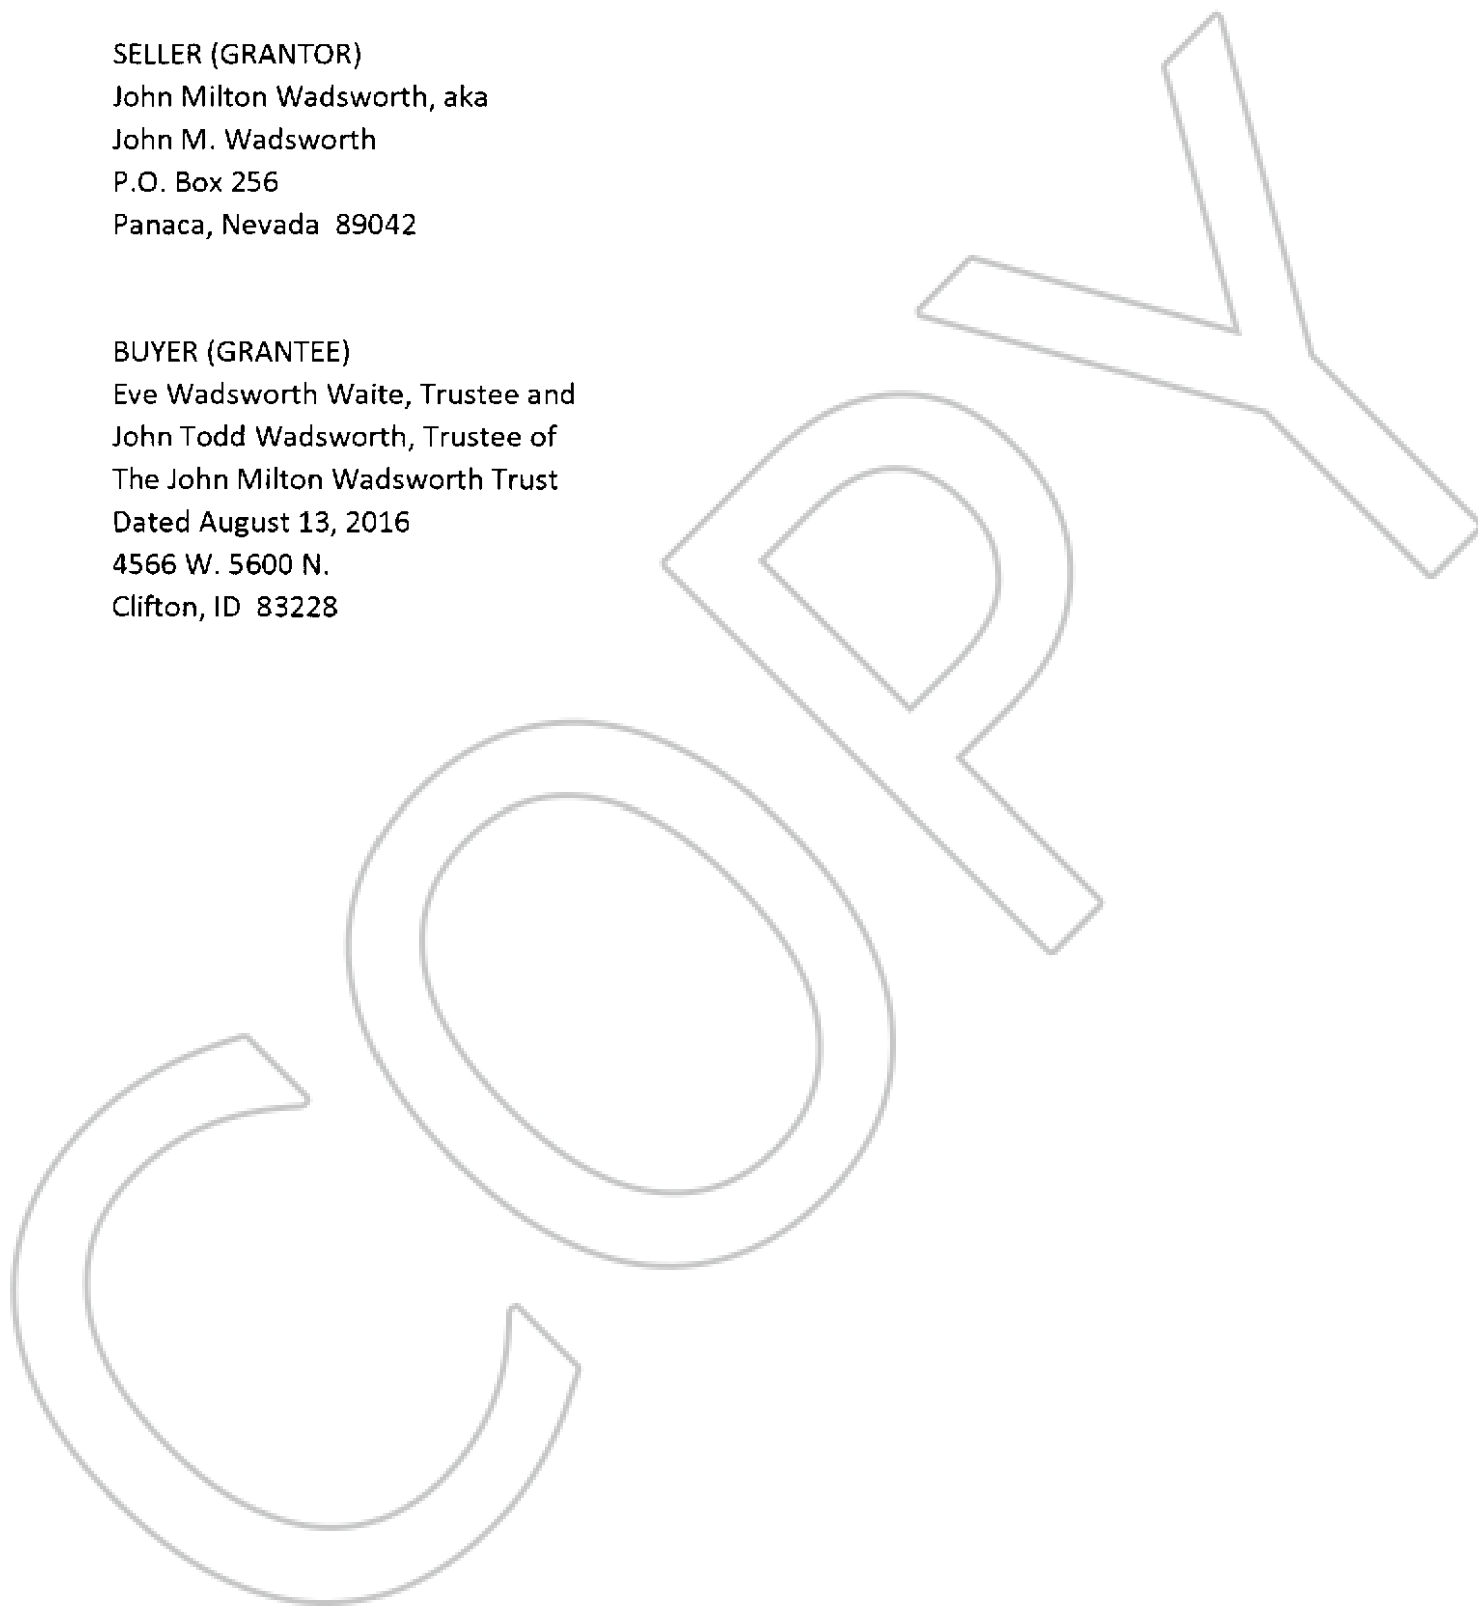 SELLER (GRANTOR)
John Milton Wadsworth, aka
John M. Wadsworth
P.O. Box 256
Panaca, Nevada 89042
BUYER (GRANTEE)
Eve Wadsworth Waite, Trustee and
John Todd Wadsworth, Trustee of
The John Milton Wadsworth Trust
Dated August 13, 2016
4566 W. 5600 N.
Clifton, ID 83228
COPY